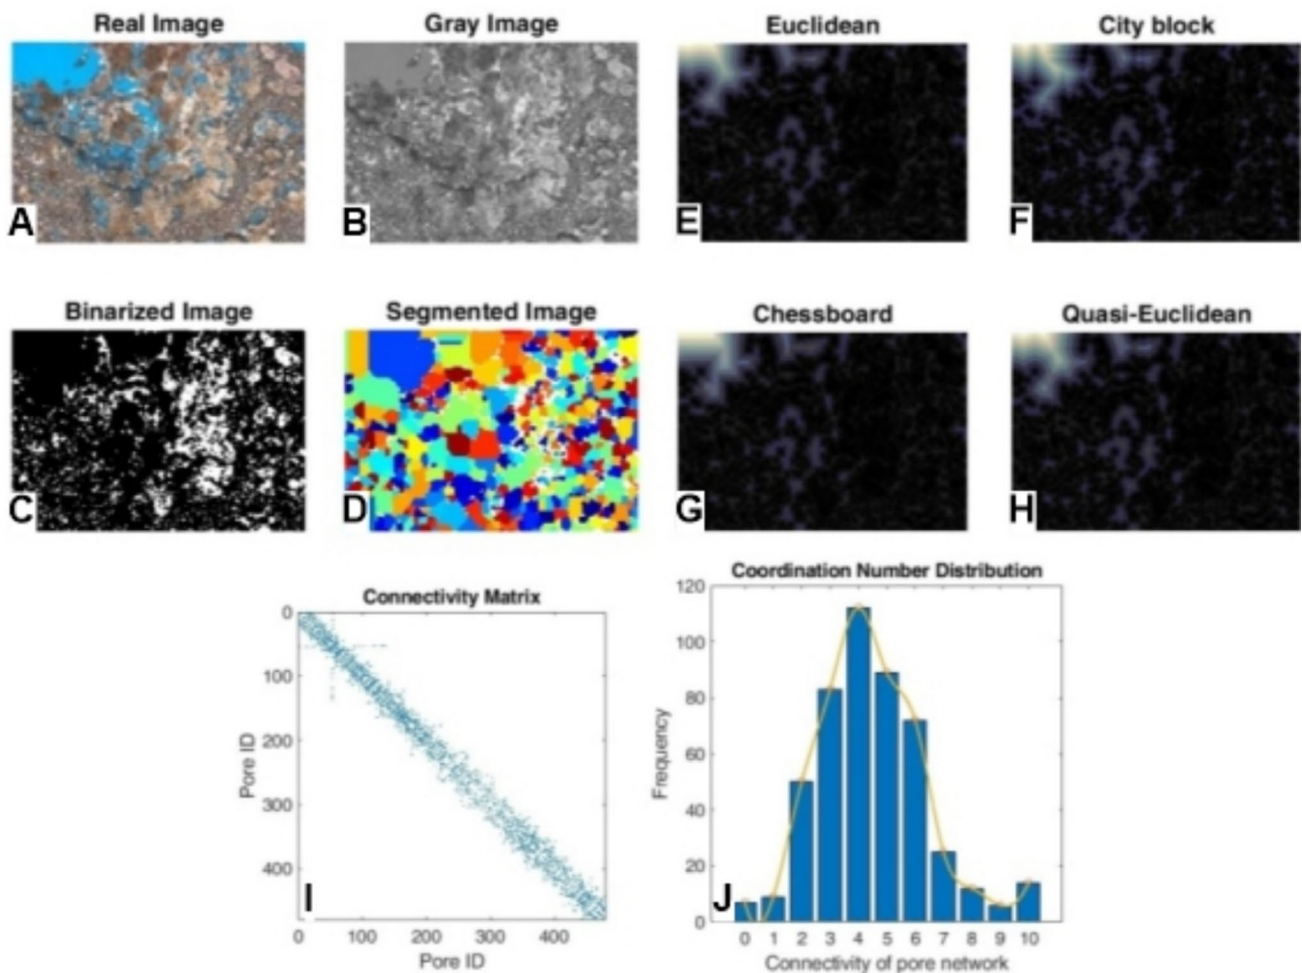 Real Image
Gray Image
Euclidean
City block
A
B
E
F
Binarized Image
Segmented Image
Chessboard
Quasi-Euclidean
C
D
G
H
Connectivity Matrix
0
100
200
300
400
Pore ID
I
0 100 200 300 400
Pore ID
Coordination Number Distribution
120
100
80
60
40
20
0
Frequency
J
0 1 2 3 4 5 6 7 8 9 10
Connectivity of pore network